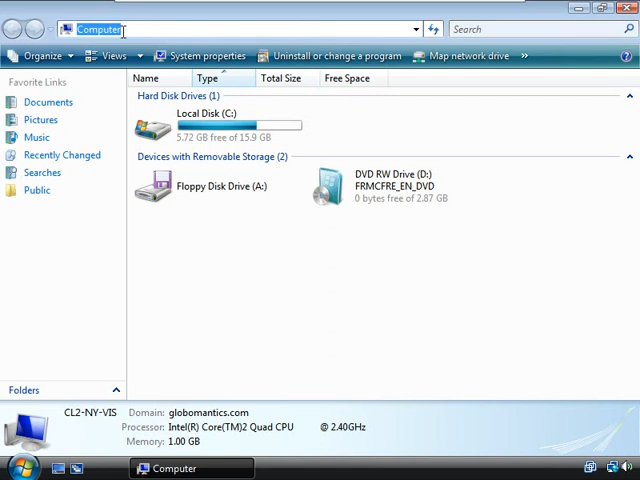 Computer
Search
Organize Views System properties Uninstall or change a program Map network drive »
Favorite Links
Documents
Pictures
Music
Recently Changed
Searches
Public
Folders
Name Type Total Size Free Space
Hard Disk Drives (1)
Local Disk (C:)
5.72 GB free of 15.9 GB
Devices with Removable Storage (2)
Floppy Disk Drive (A:)
DVD RW Drive (D:)
FRMCFRE_EN_DVD
0 bytes free of 2.87 GB
CL2-NY-VIS Domain: globomantics.com
Processor: Intel(R) Core(TM)2 Quad CPU @ 2.40GHz
Memory: 1.00 GB
Computer